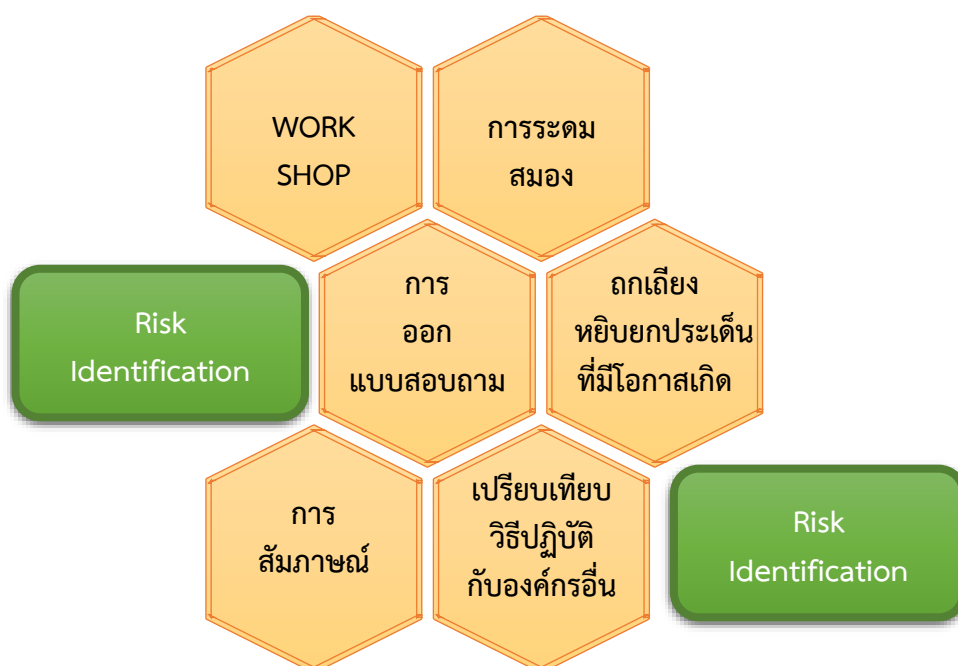 WORK
SHOP
การระดม
สมอง
Risk
Identification
การ
ออก
แบบสอบถาม
ถกเถียง
หยิบยกประเด็น
ที่มีโอกาสเกิด
การ
สัมภาษณ์
เปรียบเทียบ
วิธีปฏิบัติ
กับองค์กรอื่น
Risk
Identification